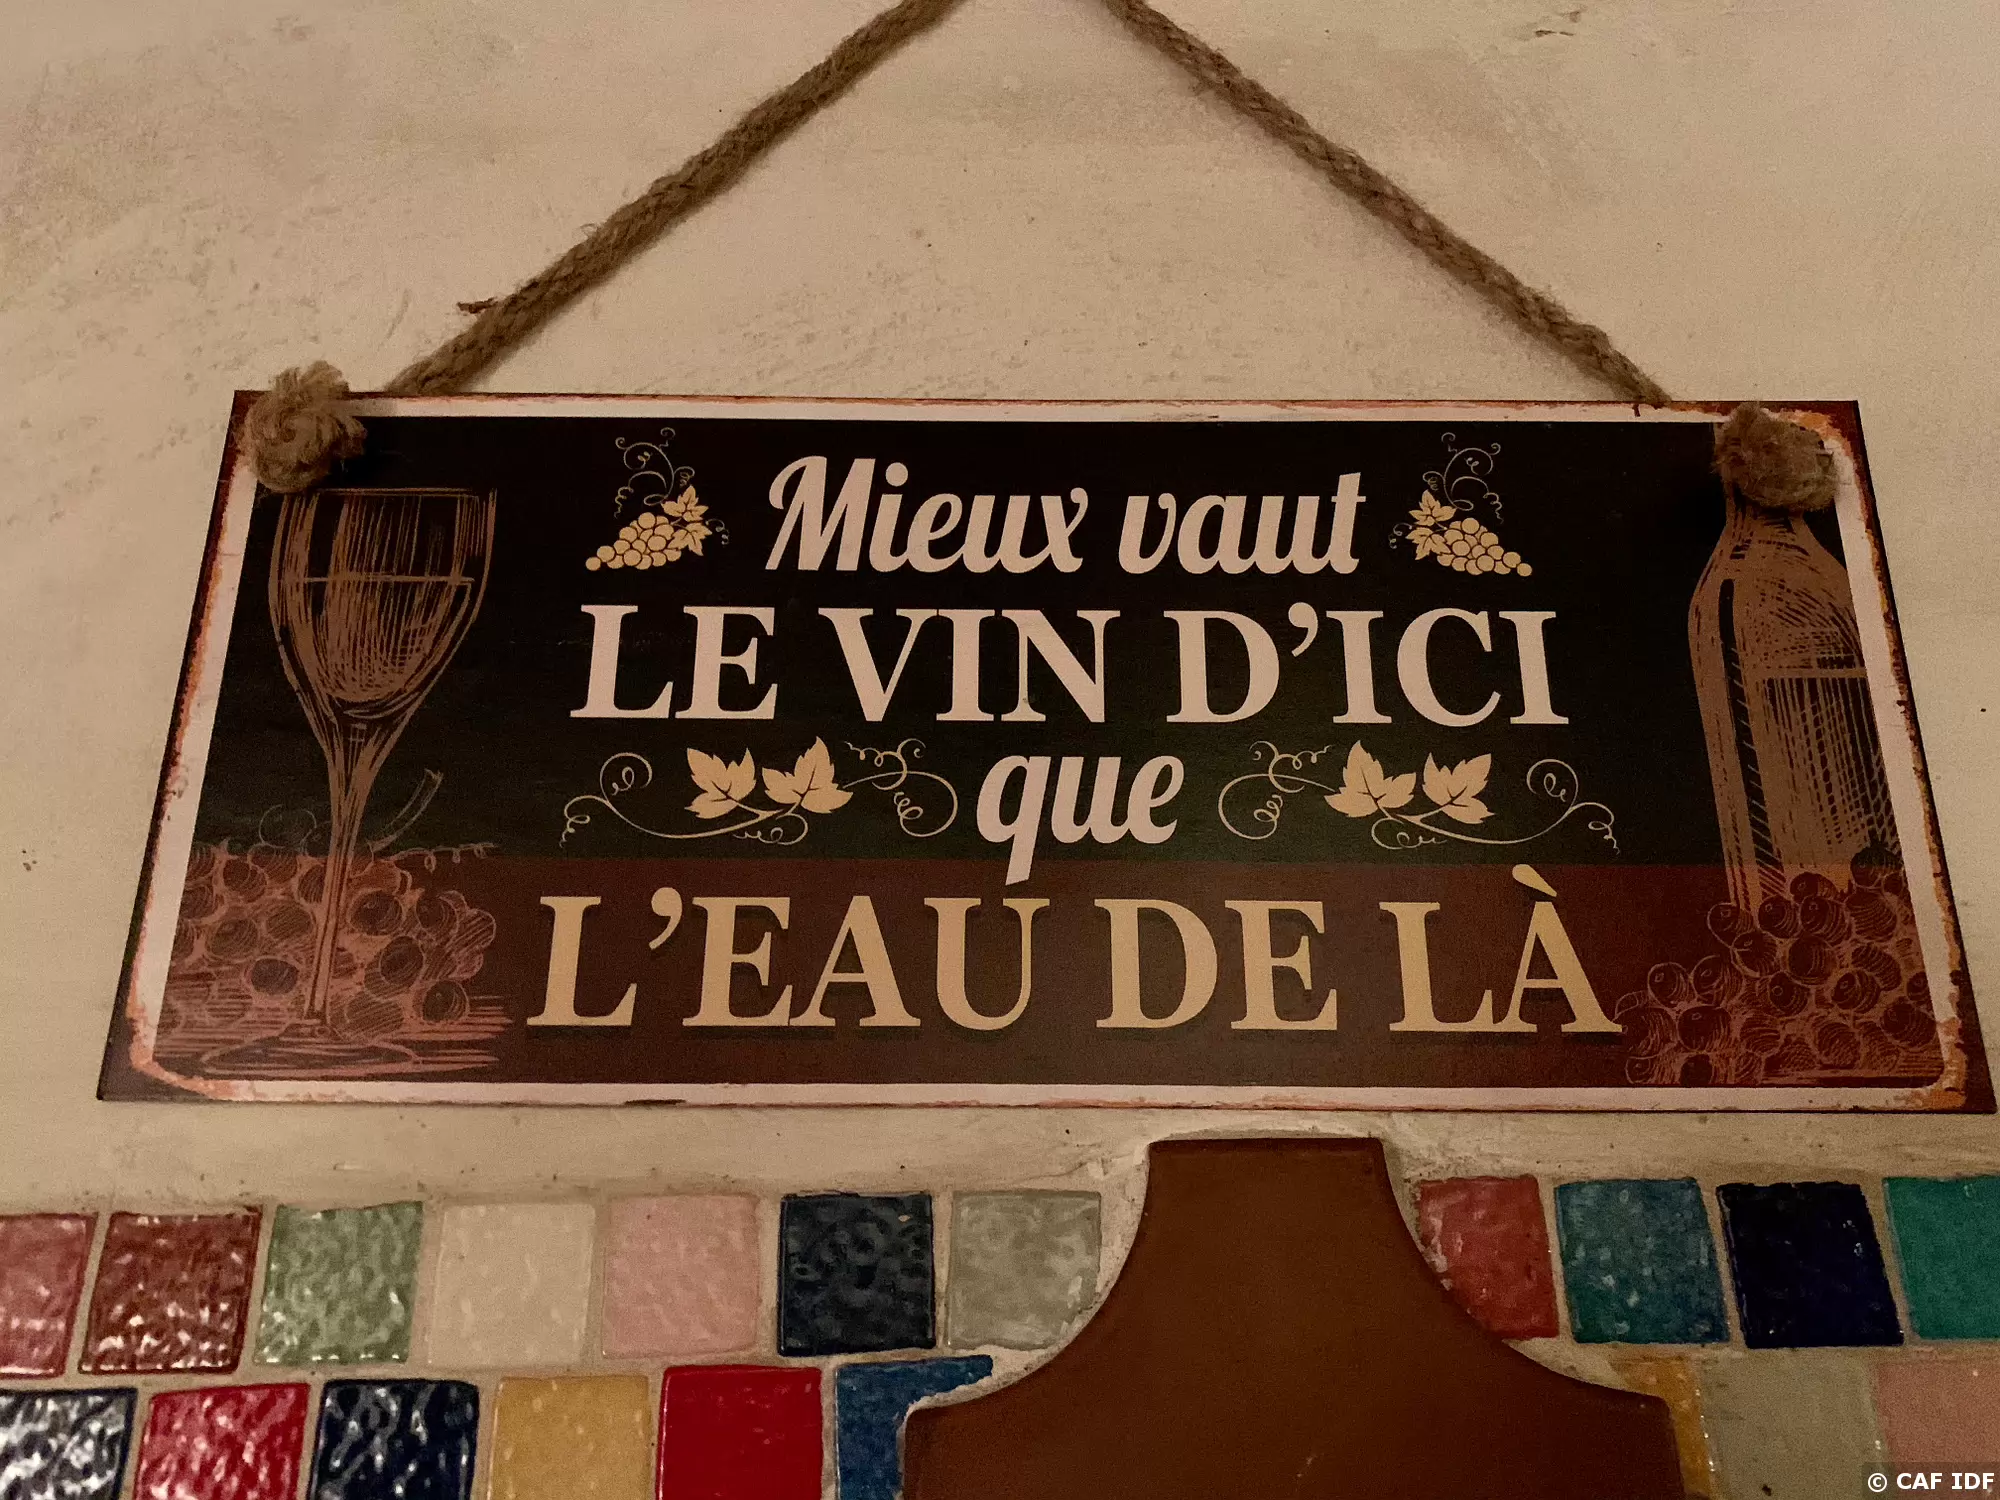 Mieux vaut
LE VIN D'ICI
que
L'EAU DE LÀ
© CAF IDF